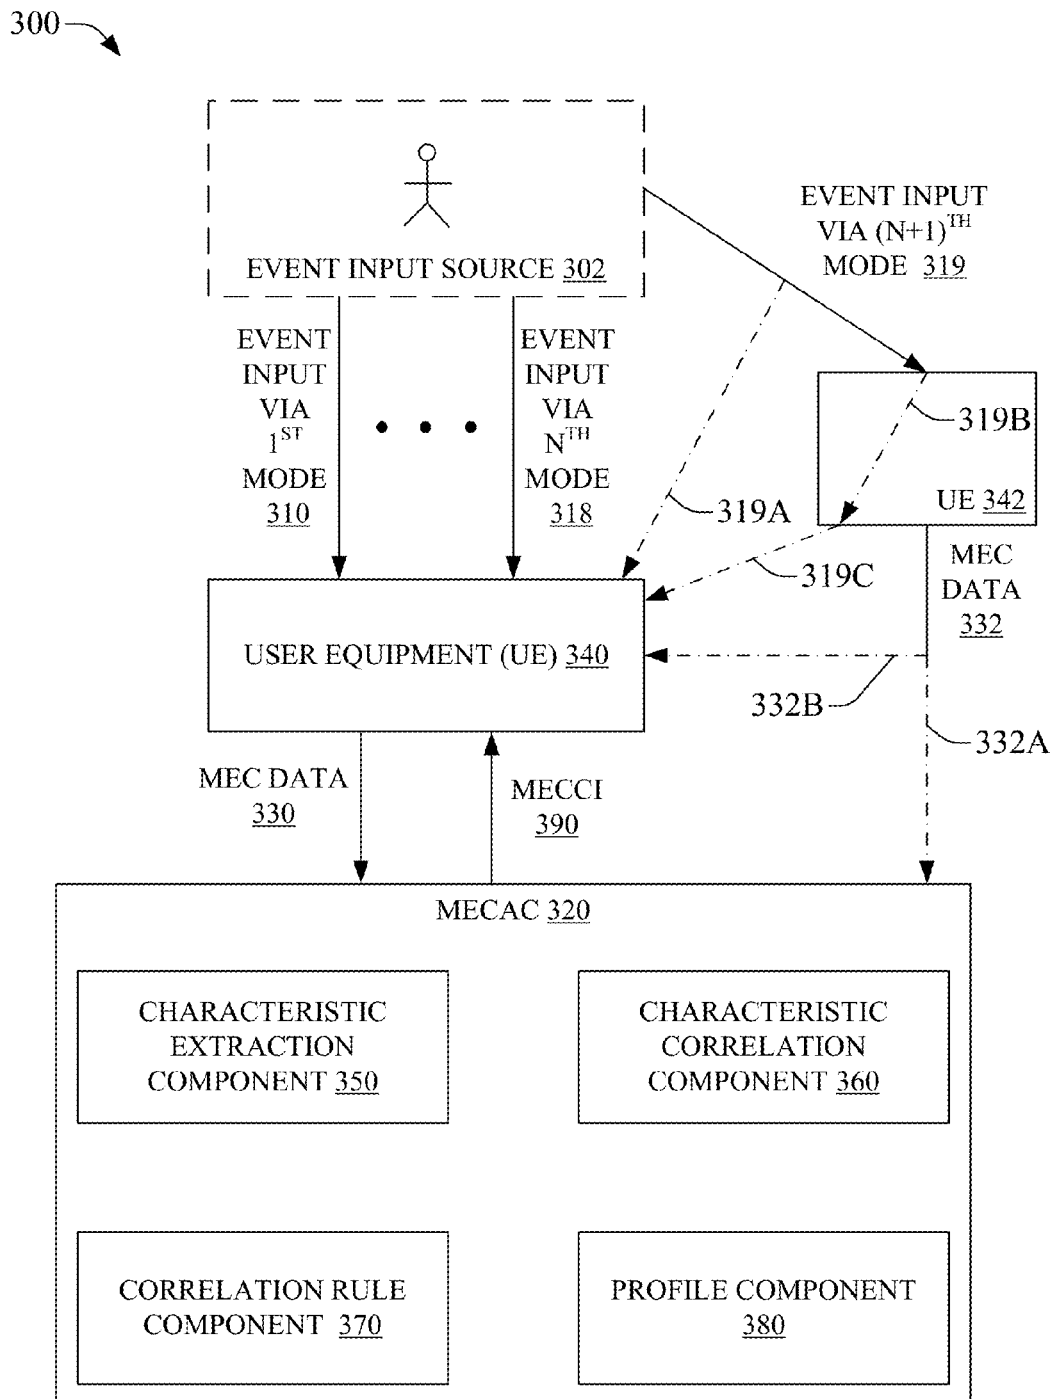 300
EVENT INPUT SOURCE 302
EVENT INPUT
VIA (N+1)TH
MODE 319
EVENT
INPUT
VIA
1ST
MODE
310
EVENT
INPUT
VIA
NTH
MODE
318
319A
319B
UE 342
319C
MEC
DATA
332
USER EQUIPMENT (UE) 340
332B
332A
MEC DATA
330
MECCI
390
MECAC 320
CHARACTERISTIC
EXTRACTION
COMPONENT 350
CHARACTERISTIC
CORRELATION
COMPONENT 360
CORRELATION RULE
COMPONENT 370
PROFILE COMPONENT
380